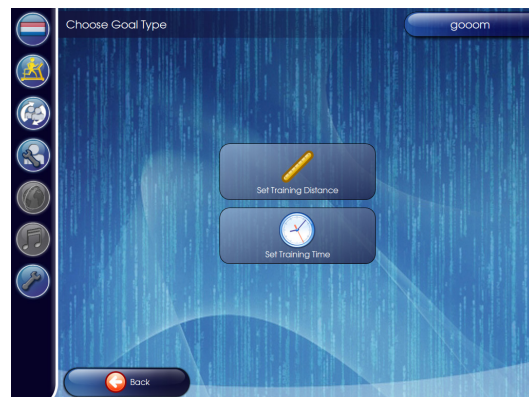 Choose Goal Type
gooom
Set Training Distance
Set Training Time
Back